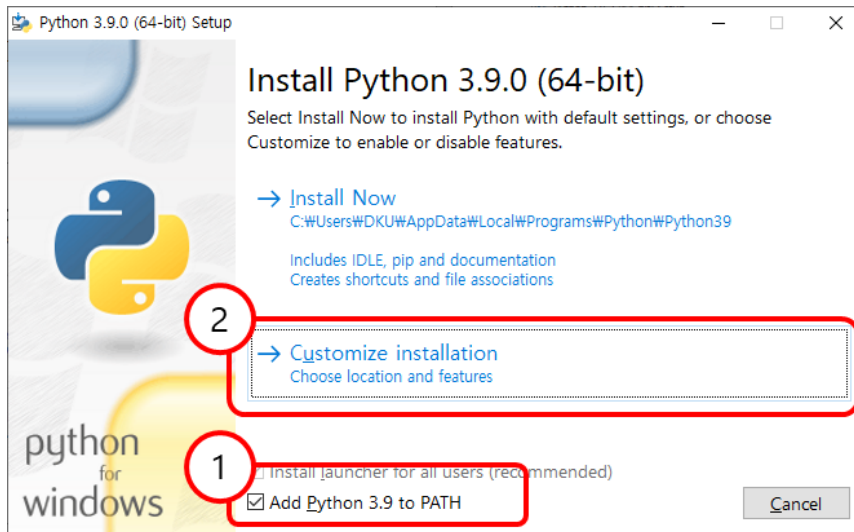 Python 3.9.0 (64-bit) Setup
Install Python 3.9.0 (64-bit)
Select Install Now to install Python with default settings, or choose
Customize to enable or disable features.
→ Install Now
C:₩Users₩DKU₩AppData₩Local₩Programs₩Python₩Python39
Includes IDLE, pip and documentation
Creates shortcuts and file associations
2
→ Customize installation
Choose location and features
python
for
windows
1
Install launcher for all users (recommended)
Add Python 3.9 to PATH
Cancel